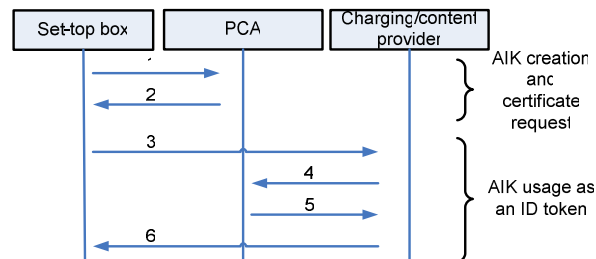 Set-top box
PCA
Charging/content
provider
2
3
4
5
6
AIK creation
and
certificate
request
AIK usage as
an ID token